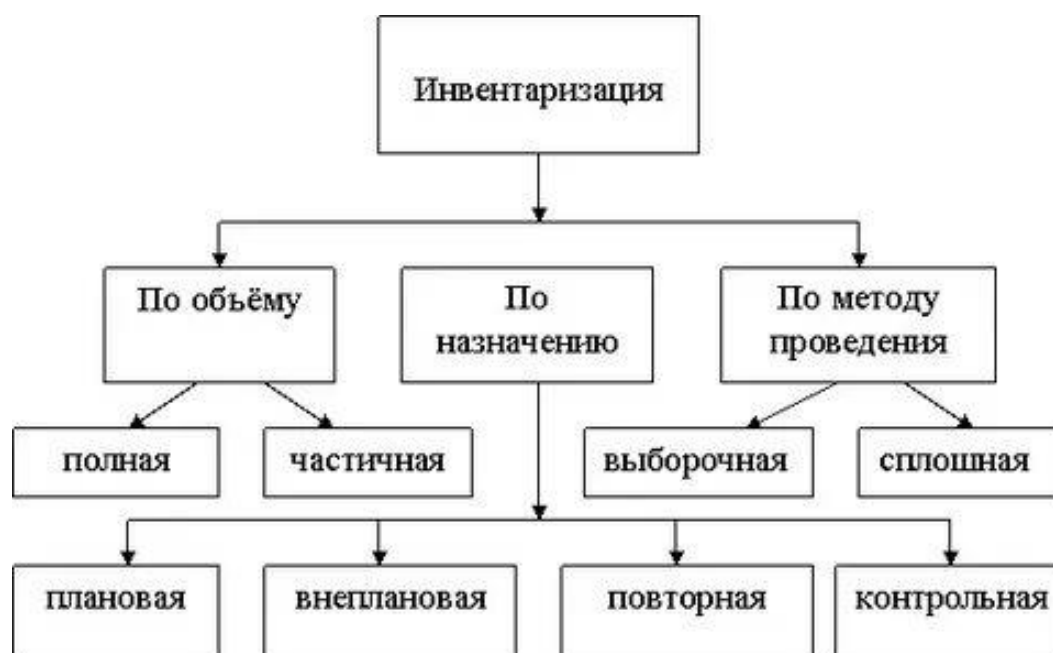 Инвентаризация
По объёму
По
назначению
По методу
проведения
полная
частичная
выборочная
сплошная
плановая
внеплановая
повторная
контрольная